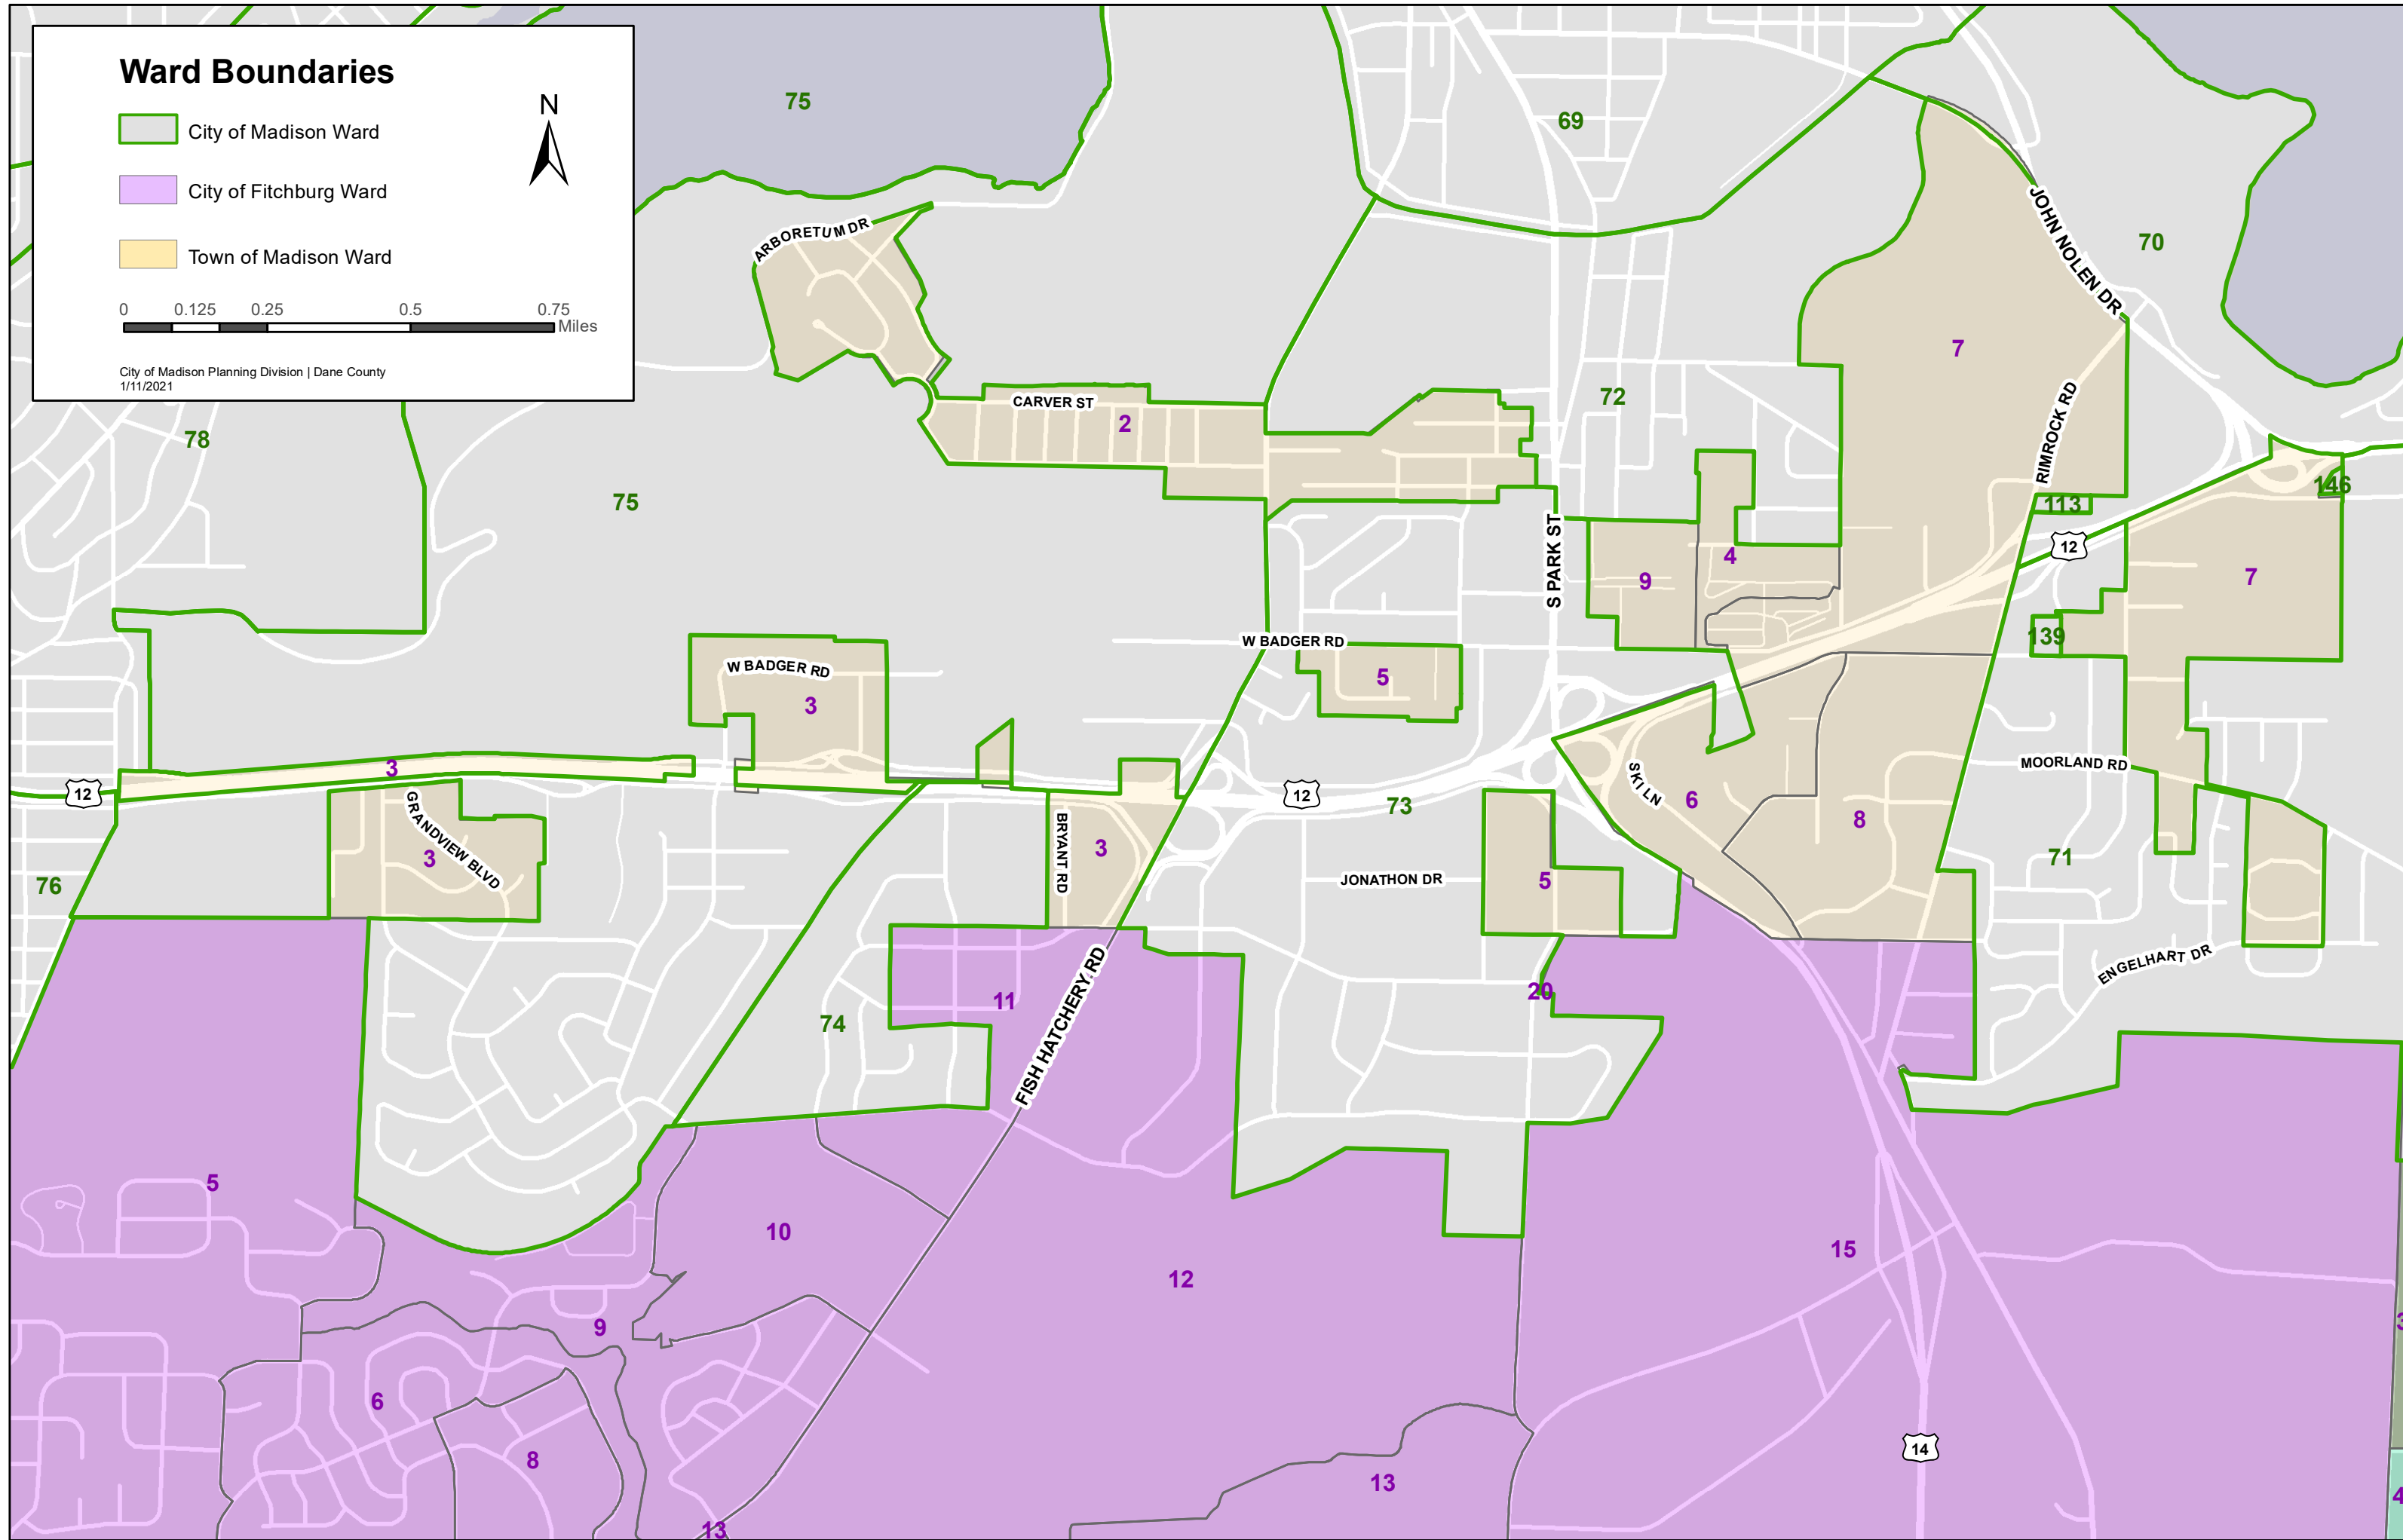 Ward Boundaries
City of Madison Ward
City of Fitchburg Ward
Town of Madison Ward
N
0 0.125 0.25 0.5 0.75
Miles
City of Madison Planning Division | Dane County
1/11/2021
75
69
70
ARBORETUM DR
JOHN NOLEN DR
7
72
CARVER ST
2
RIMROCK RD
78
75
146
113
S PARK ST
12
4
9
7
W BADGER RD
139
W BADGER RD
5
3
3
12
12
MOORLAND RD
SKI LN
6
73
8
GRANDVIEW BLVD
3
BRYANT RD
3
71
76
JONATHON DR
5
ENGELHART DR
20
11
FISH HATCHERY RD
74
5
10
12
15
9
3
6
14
8
13
4
13